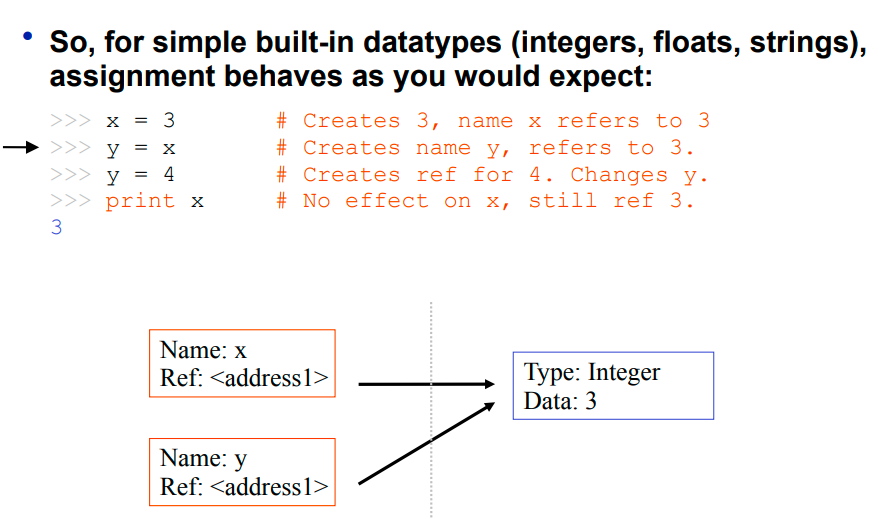 • So, for simple built-in datatypes (integers, floats, strings),
assignment behaves as you would expect:
>>> x = 3 # Creates 3, name x refers to 3
>>> y = x # Creates name y, refers to 3.
>>> y = 4 # Creates ref for 4. Changes y.
>>> print x # No effect on x, still ref 3.
3
Name: x
Ref: <address1>
Type: Integer
Data: 3
Name: y
Ref: <address1>